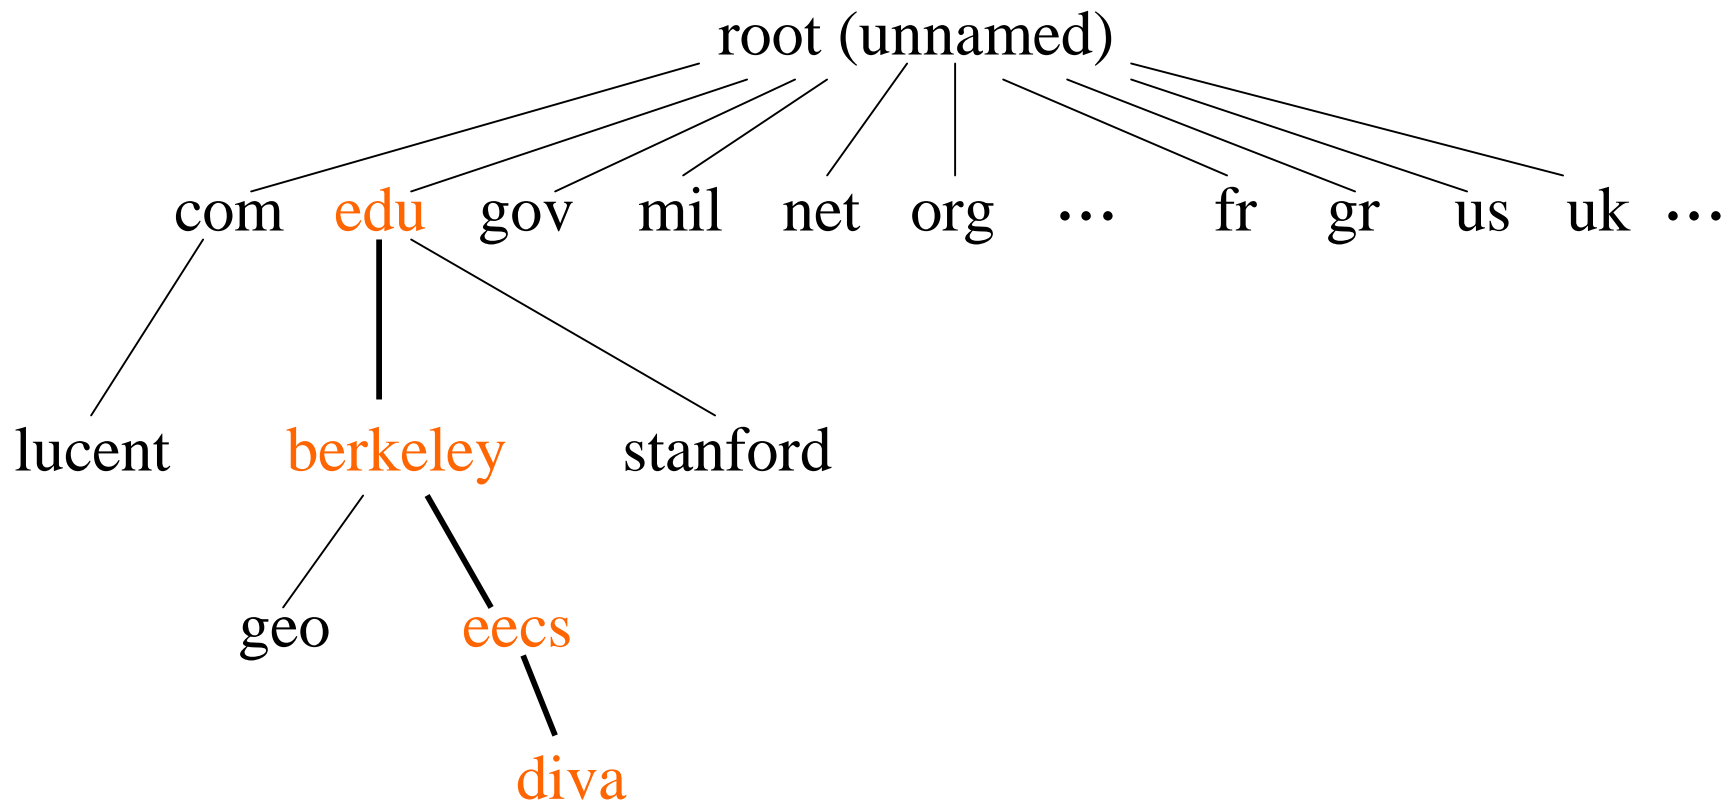 root (unnamed)
com edu gov mil net org ... fr gr us uk ...
lucent berkeley stanford
geo eecs
diva